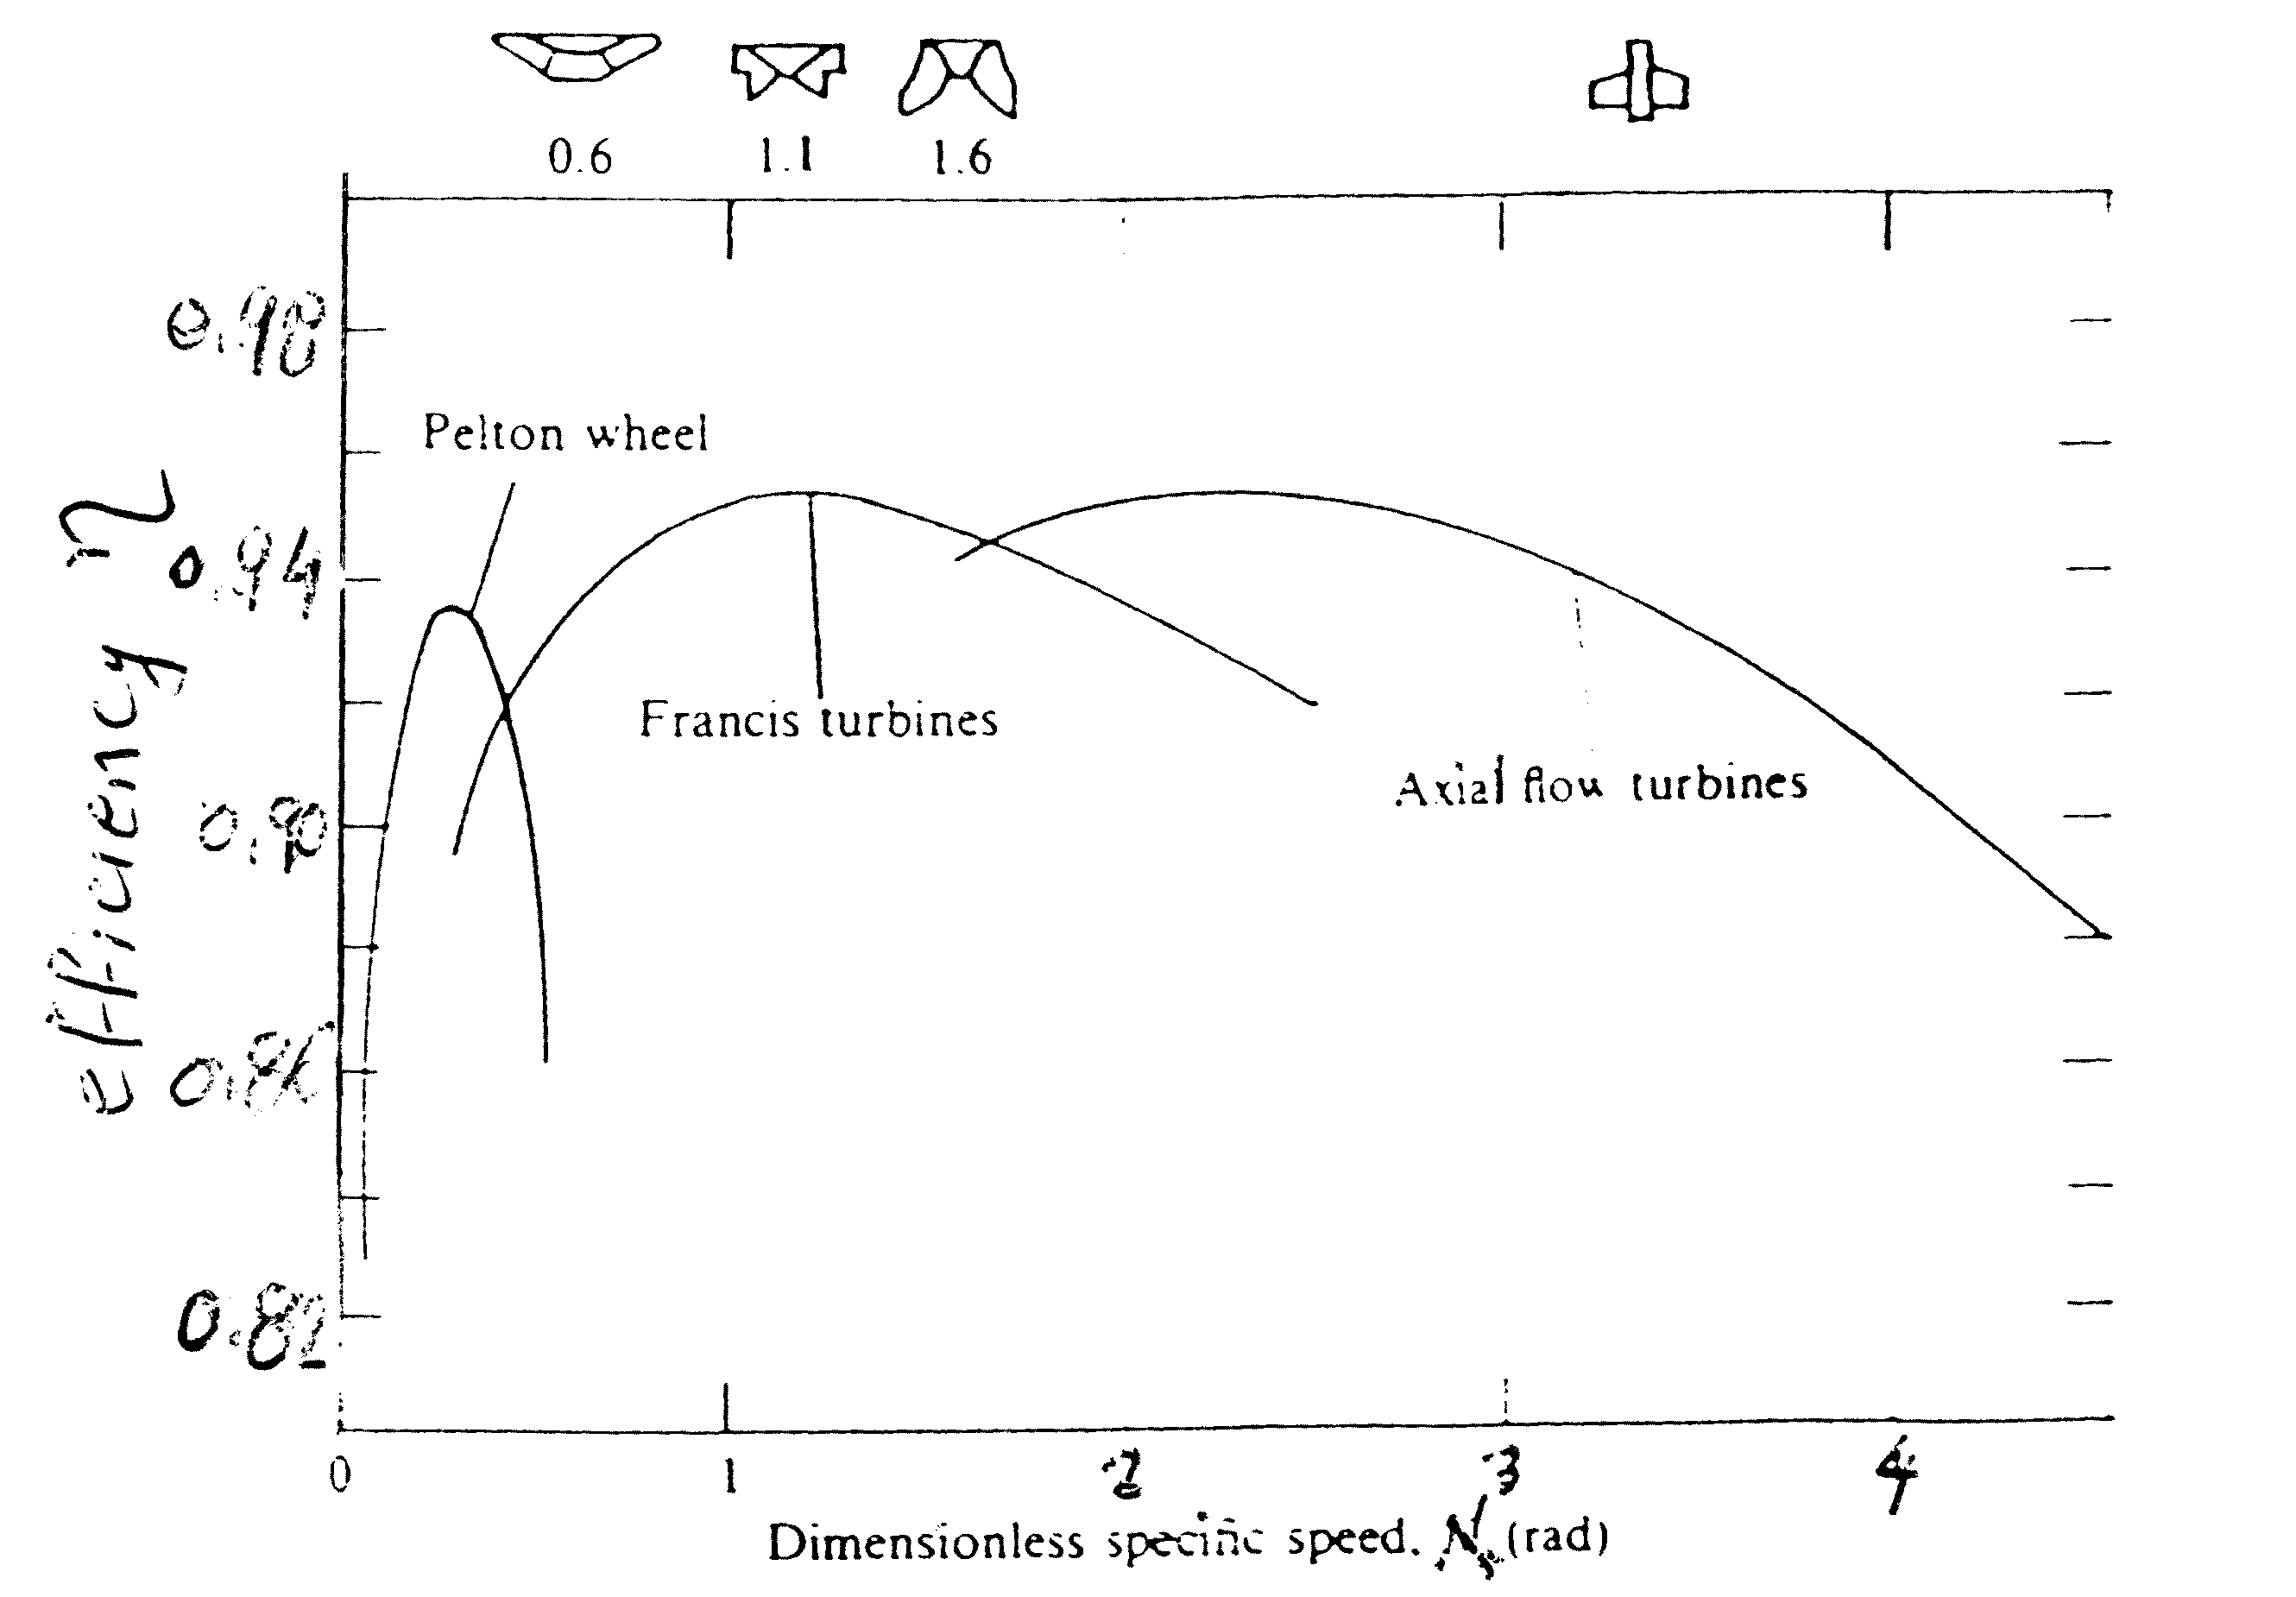 0.6 1.1 1.6
0.98
Pelton wheel
0.94
Francis turbines
Axial flow turbines
0.90
0.86
0.82
efficiency η
0 1 2 3 4
Dimensionless specific speed. (rad)